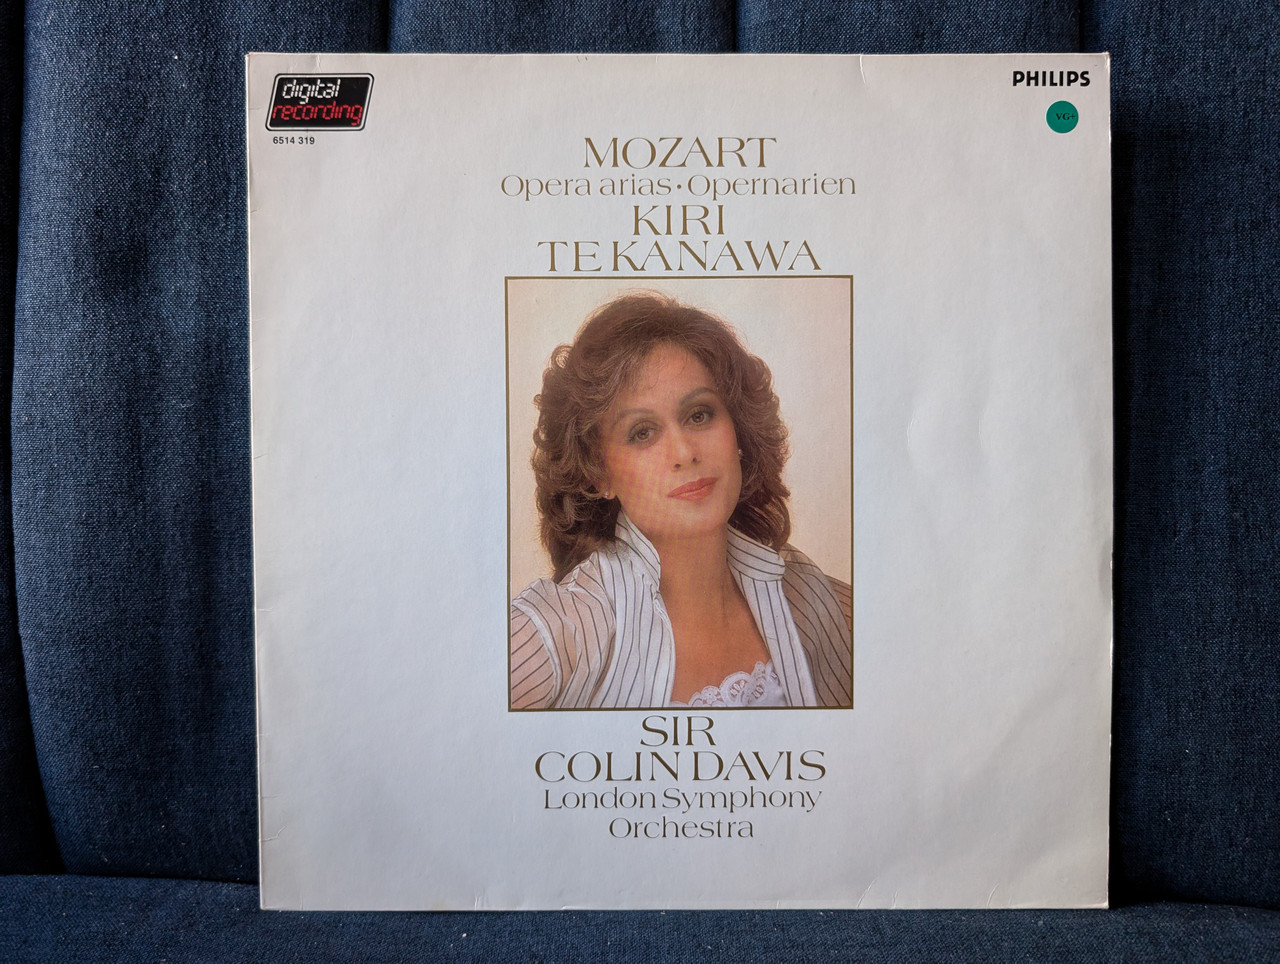 digital
recording
6514 319
PHILIPS
VG+
MOZART
Opera arias • Opernarien
KIRI
TE KANAWA
SIR
COLIN DAVIS
London Symphony
Orchestra